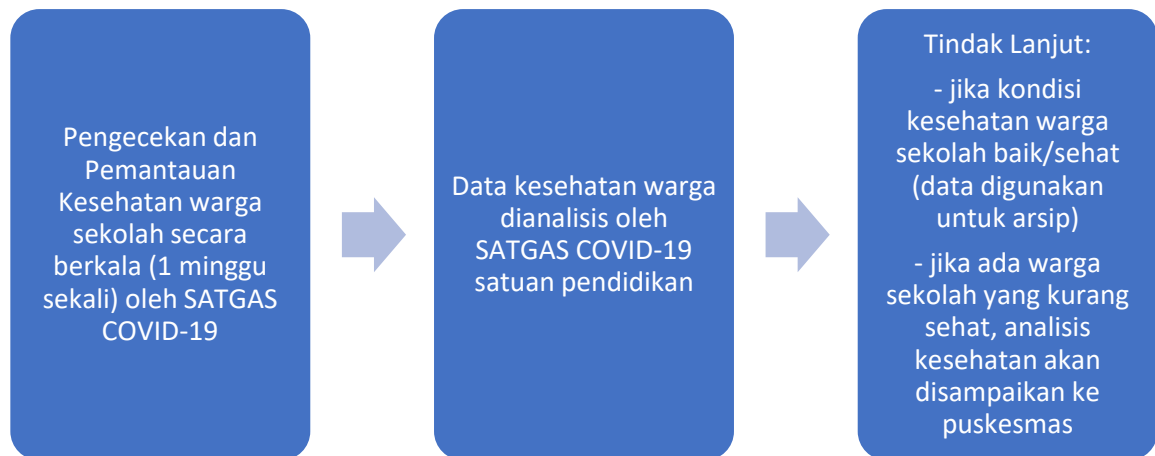 Pengecekan dan
Pemantauan
Kesehatan warga
sekolah secara
berkala (1 minggu
sekali) oleh SATGAS
COVID-19
Data kesehatan warga
dianalisis oleh
SATGAS COVID-19
satuan pendidikan
Tindak Lanjut:
- jika kondisi
kesehatan warga
sekolah baik/sehat
(data digunakan
untuk arsip)
- jika ada warga
sekolah yang kurang
sehat, analisis
kesehatan akan
disampaikan ke
puskesmas